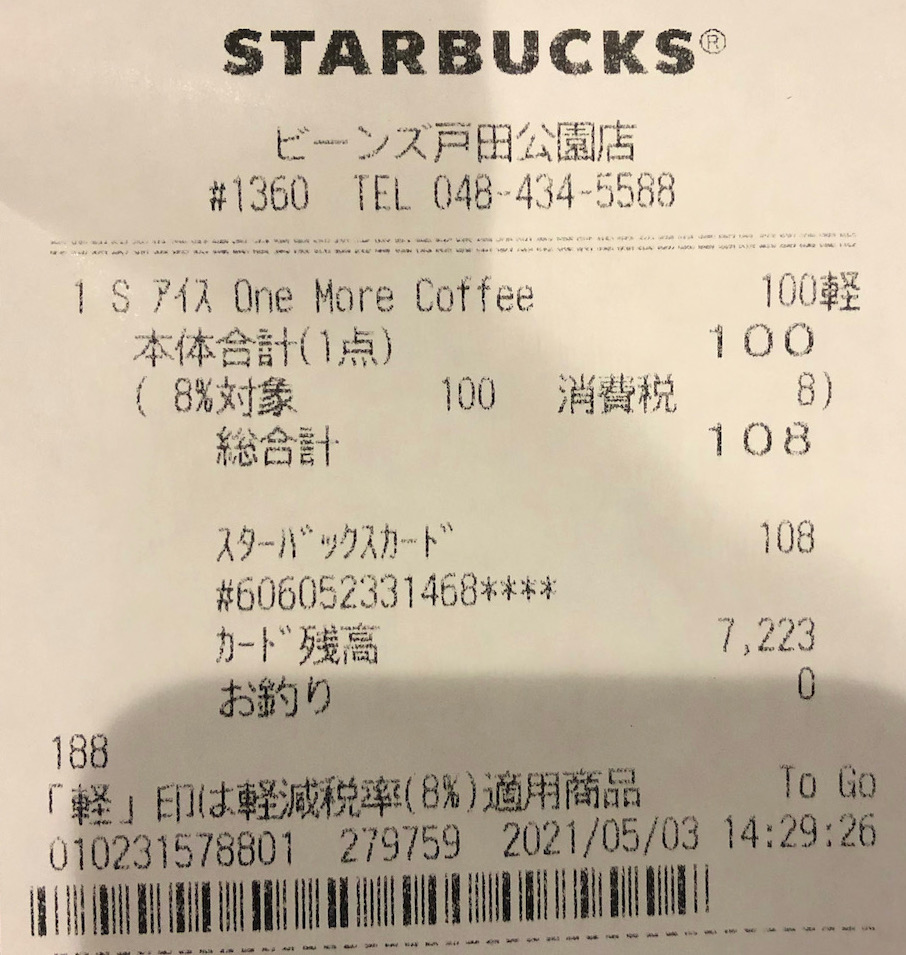 STARBUCKS®
ビーンズ戸田公園店
#1360 TEL 048-434-5588
1 S アイス One More Coffee 100軽
本体合計(1点) 100
( 8%対象 100 消費税 8)
総合計 108
スターバックスカード 108
#606052331468****
カード残高 7,223
お釣り 0
188
「軽」印は軽減税率(8%)適用商品 To Go
010231578801 279759 2021/05/03 14:29:26